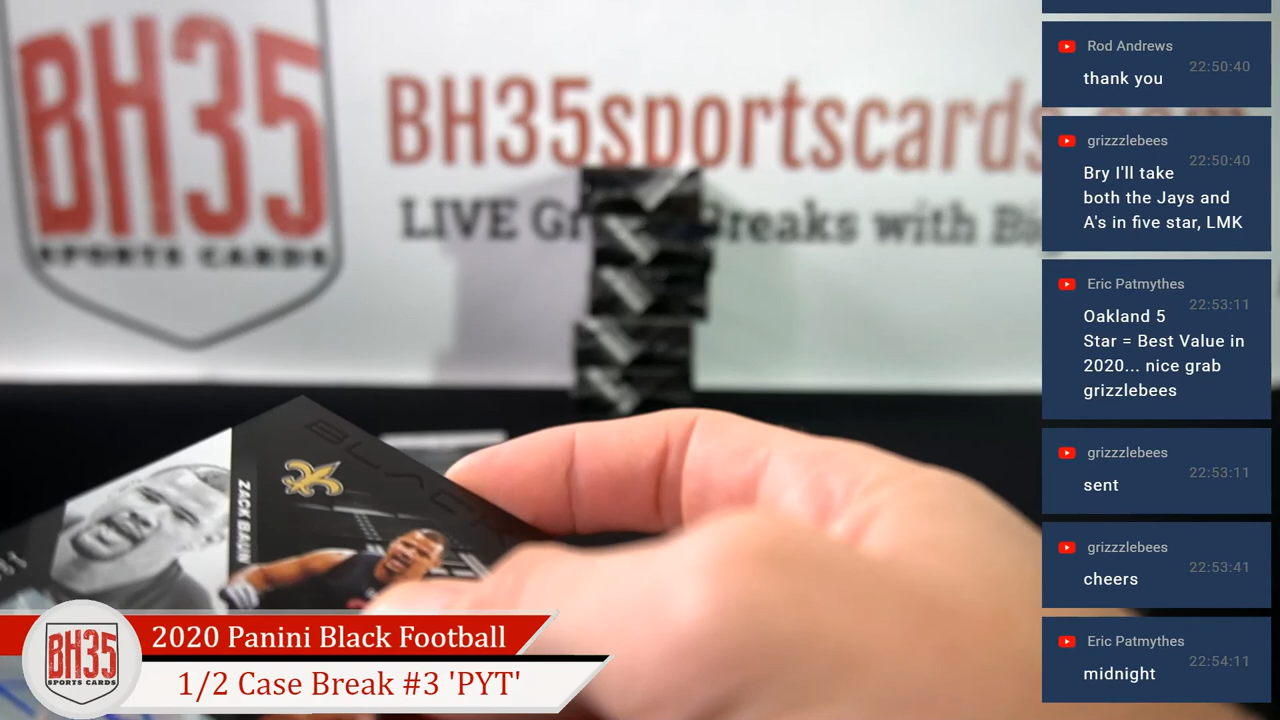 BH35
SPORTS CARDS
BH35sportscards
LIVE
Breaks with
BLACK
ZACK BAUN
BH35
SPORTS CARDS
2020 Panini Black Football
1/2 Case Break #3 'PYT'
Rod Andrews
22:50:40
thank you
grizzzlebees
22:50:40
Bry I'll take
both the Jays and
A's in five star, LMK
Eric Patmythes
22:53:11
Oakland 5
Star = Best Value in
2020... nice grab
grizzlebees
grizzzlebees
22:53:11
sent
grizzzlebees
22:53:41
cheers
Eric Patmythes
22:54:11
midnight